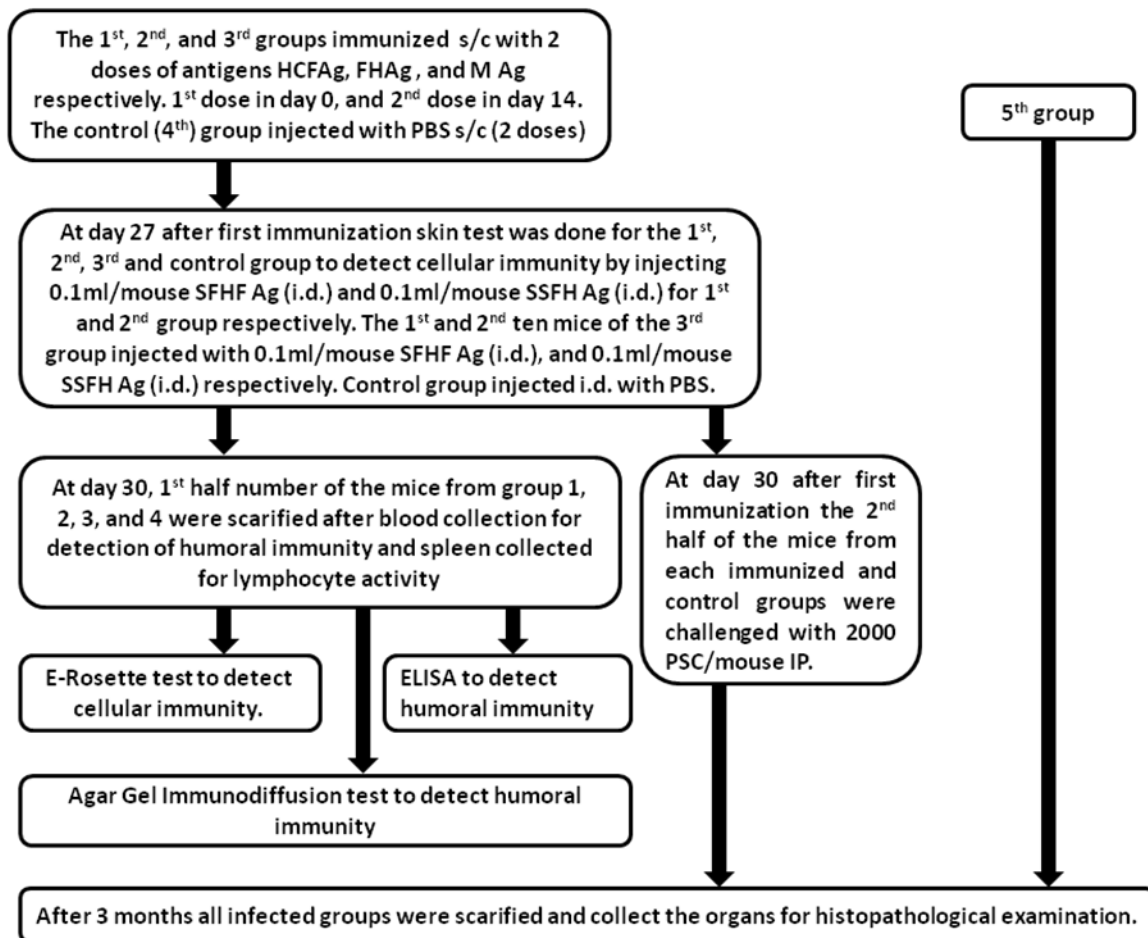 The 1st, 2nd, and 3rd groups immunized s/c with 2
doses of antigens HCFAg, FHAg, and M Ag
respectively. 1st dose in day 0, and 2nd dose in day 14.
The control (4th) group injected with PBS s/c (2 doses)
5th group
At day 27 after first immunization skin test was done for the 1st,
2nd, 3rd and control group to detect cellular immunity by injecting
0.1ml/mouse SFHF Ag (i.d.) and 0.1ml/mouse SSFH Ag (i.d.) for 1st
and 2nd group respectively. The 1st and 2nd ten mice of the 3rd
group injected with 0.1ml/mouse SFHF Ag (i.d.), and 0.1ml/mouse
SSFH Ag (i.d.) respectively. Control group injected i.d. with PBS.
At day 30, 1st half number of the mice from group 1,
2, 3, and 4 were scarified after blood collection for
detection of humoral immunity and spleen collected
for lymphocyte activity
At day 30 after first
immunization the 2nd
half of the mice from
each immunized and
control groups were
challenged with 2000
PSC/mouse IP.
E-Rosette test to detect
cellular immunity.
ELISA to detect
humoral immunity
Agar Gel Immunodiffusion test to detect humoral
immunity
After 3 months all infected groups were scarified and collect the organs for histopathological examination.